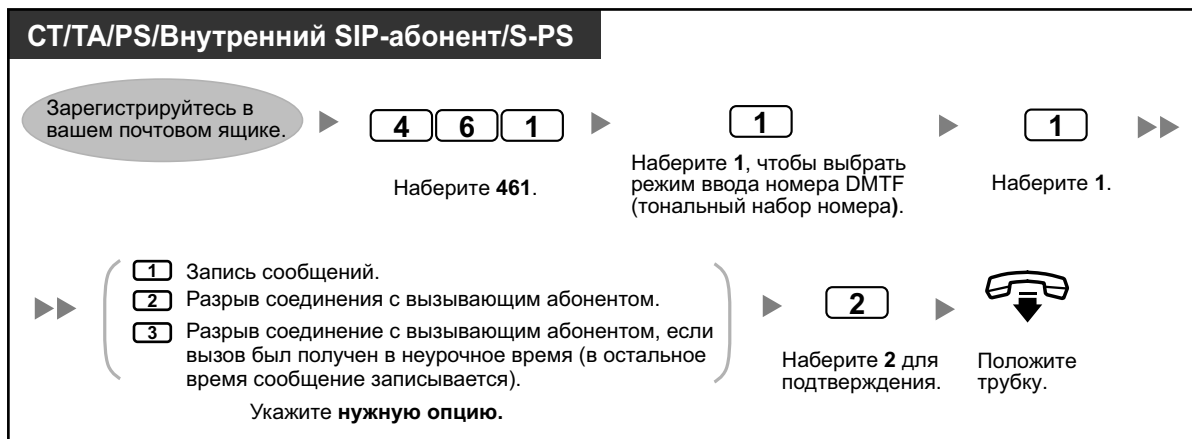 CT/TA/PS/Внутренний SIP-абонент/S-PS
Зарегистрируйтесь в
вашем почтовом ящике.
4 6 1
Наберите 461.
1
Наберите 1, чтобы выбрать
режим ввода номера DMTF
(тональный набор номера).
1
Наберите 1.
1 Запись сообщений.
2 Разрыв соединения с вызывающим абонентом.
3 Разрыв соединение с вызывающим абонентом, если
вызов был получен в неурочное время (в остальное
время сообщение записывается).
Укажите нужную опцию.
2
Наберите 2 для
подтверждения.
Положите
трубку.